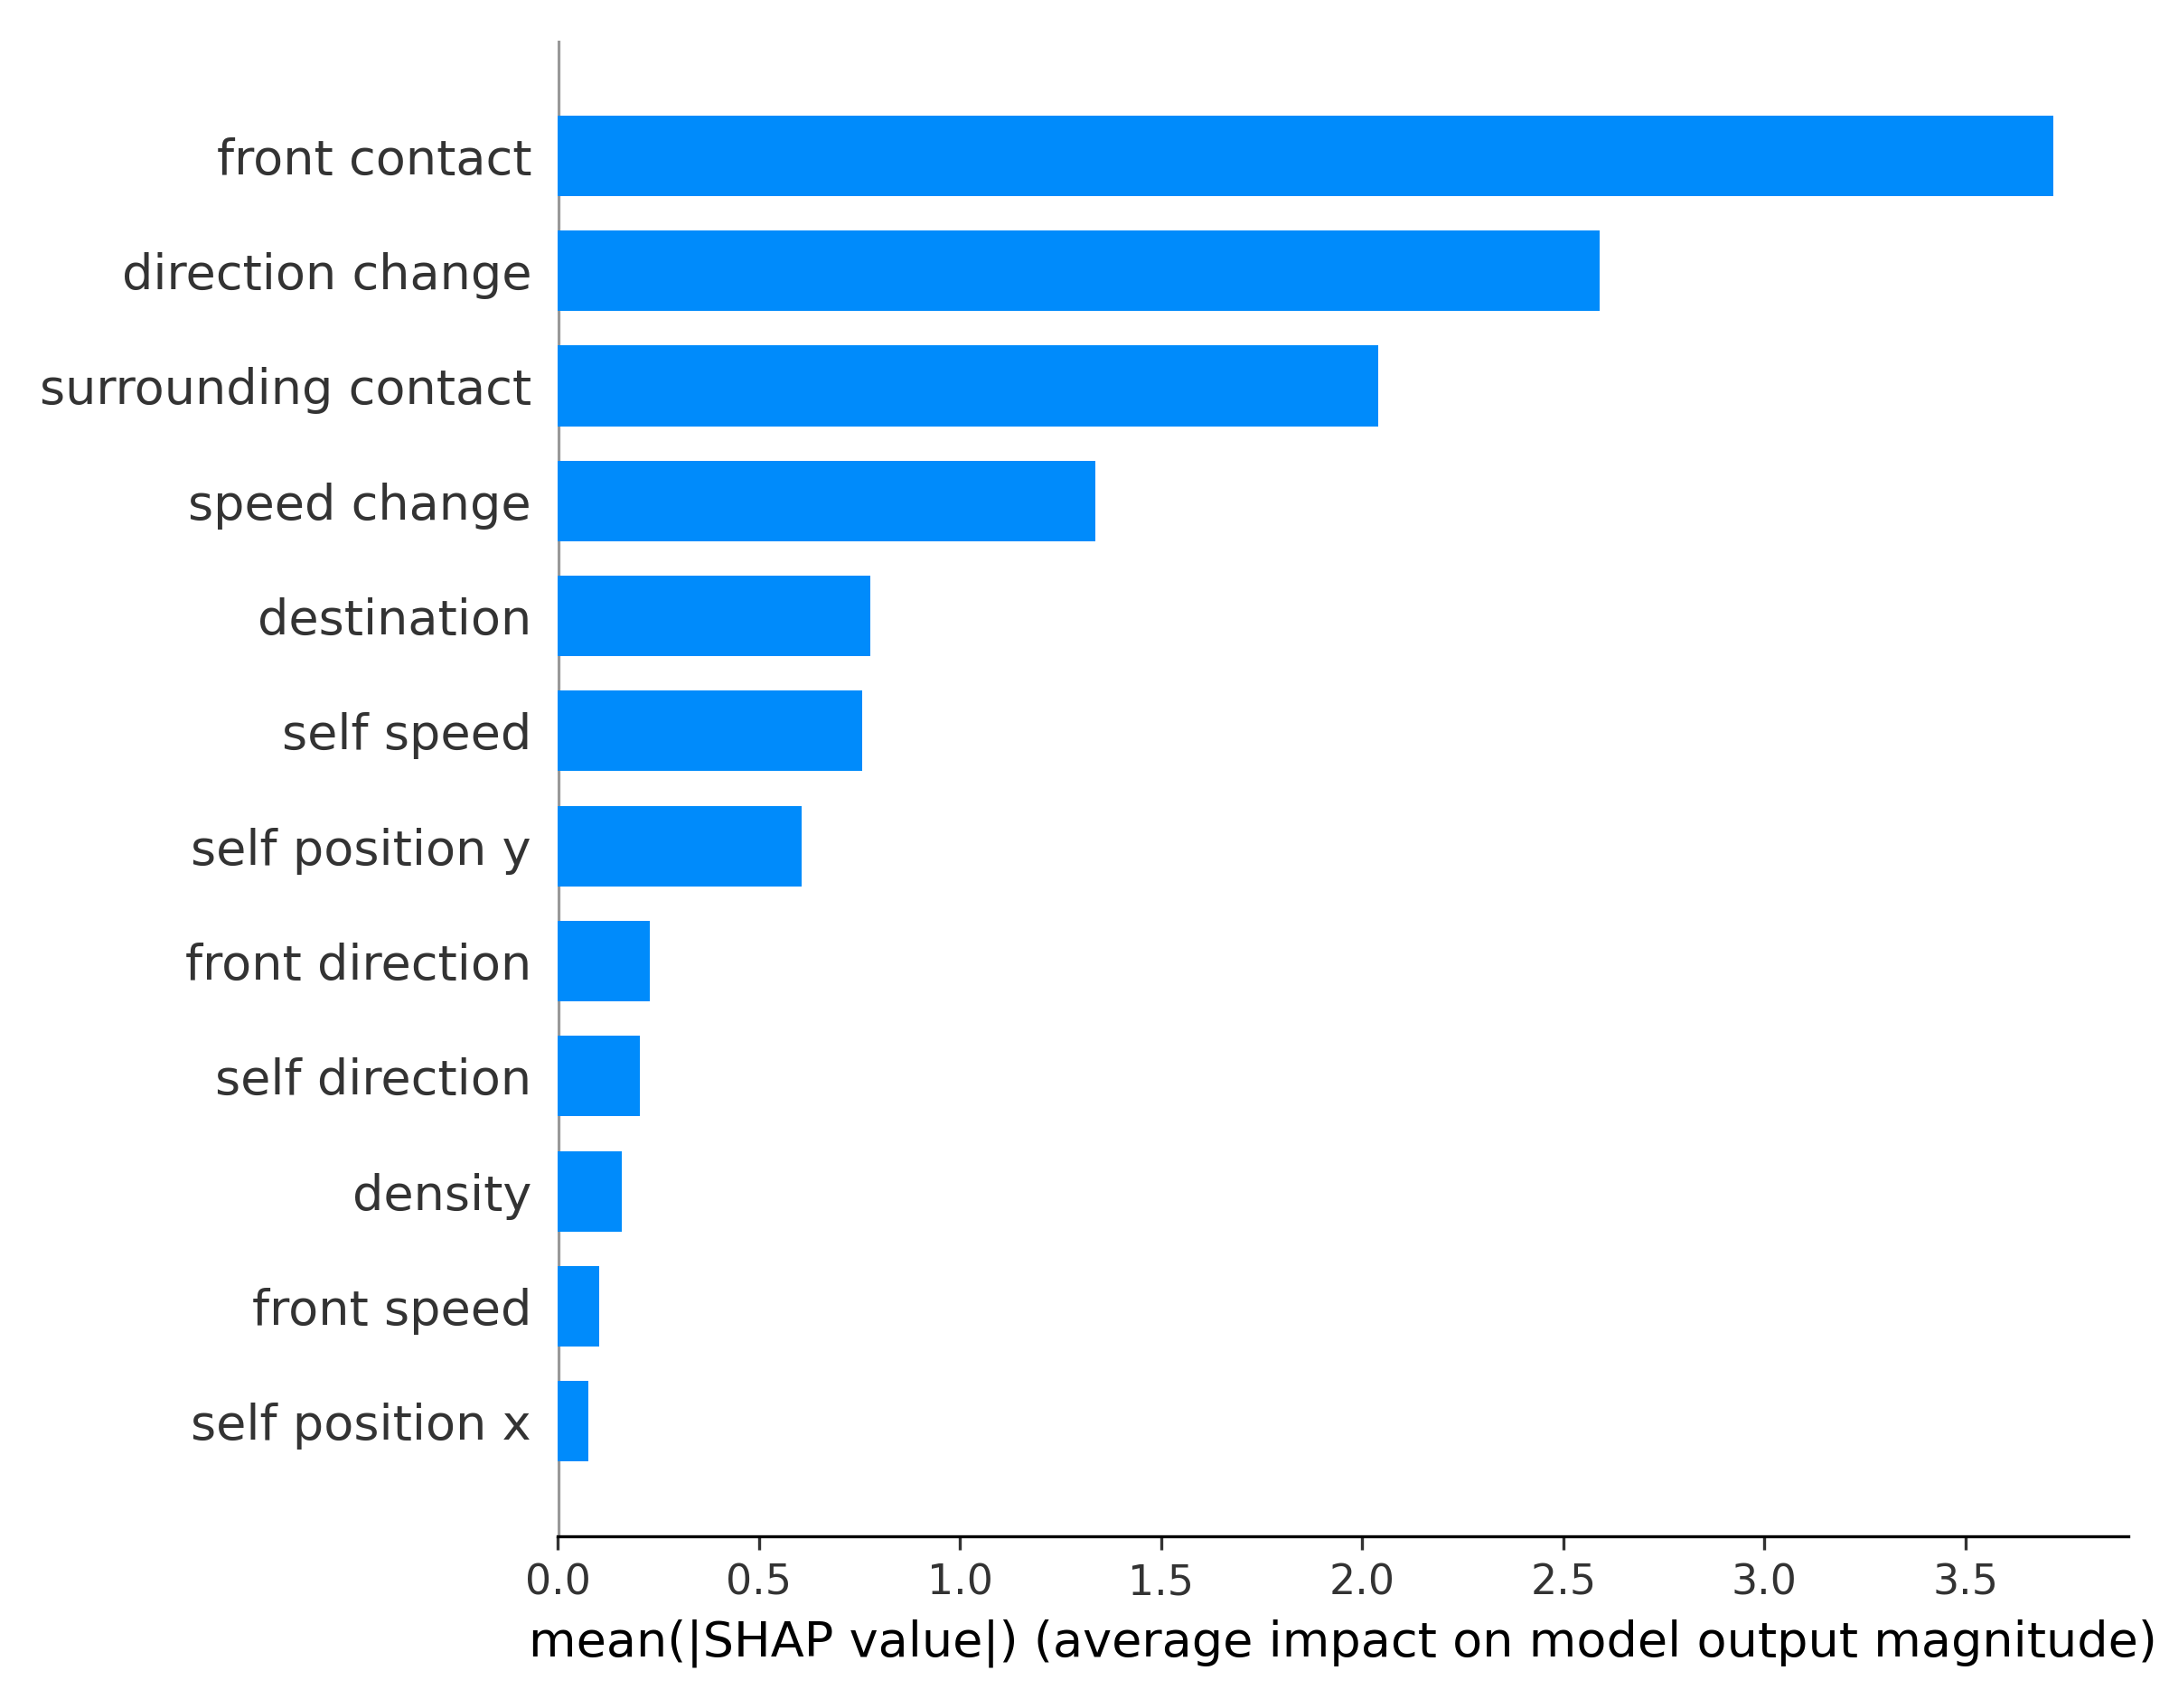 front contact
direction change
surrounding contact
speed change
destination
self speed
self position y
front direction
self direction
density
front speed
self position x
0.0 0.5 1.0 1.5 2.0 2.5 3.0 3.5
mean(|SHAP value|) (average impact on model output magnitude)